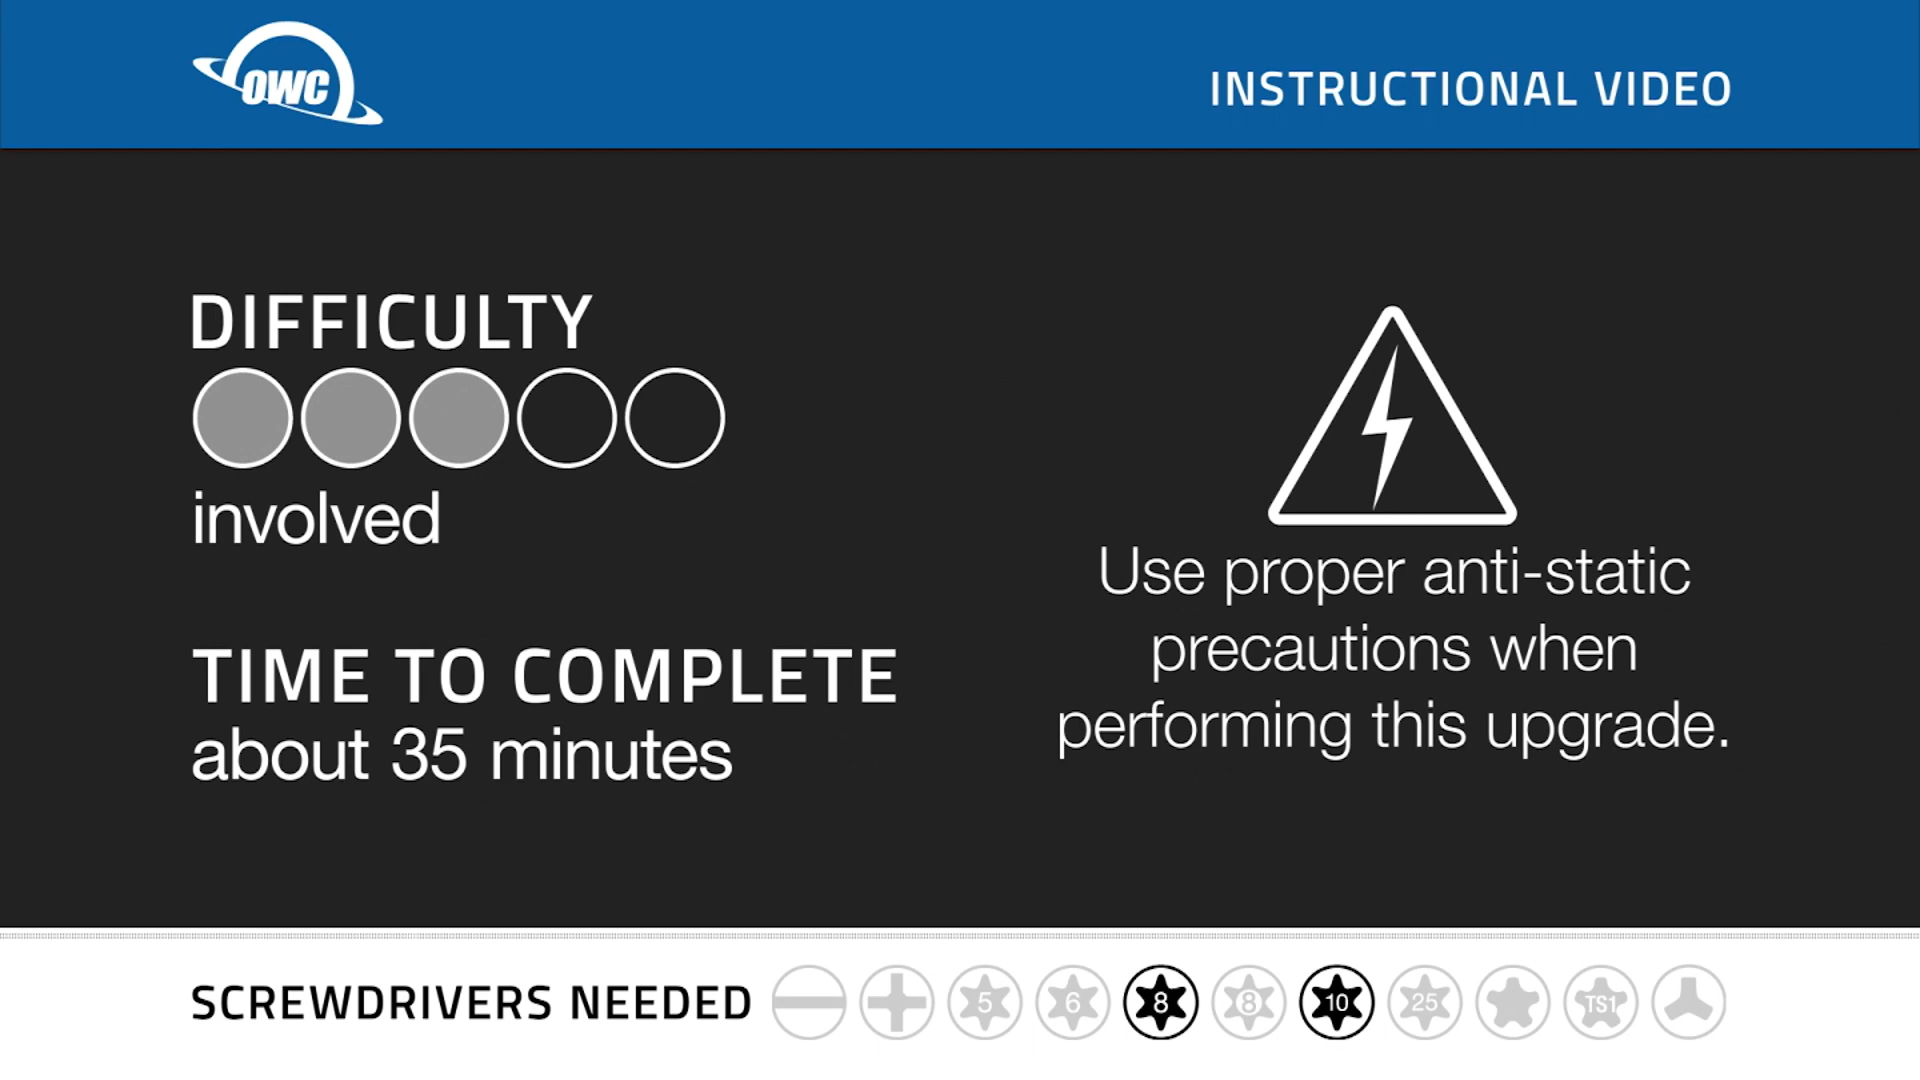 OWC
INSTRUCTIONAL VIDEO
DIFFICULTY
involved
TIME TO COMPLETE
about 35 minutes
Use proper anti-static
precautions when
performing this upgrade.
SCREWDRIVERS NEEDED 5 6 8 8 10 25 TS1